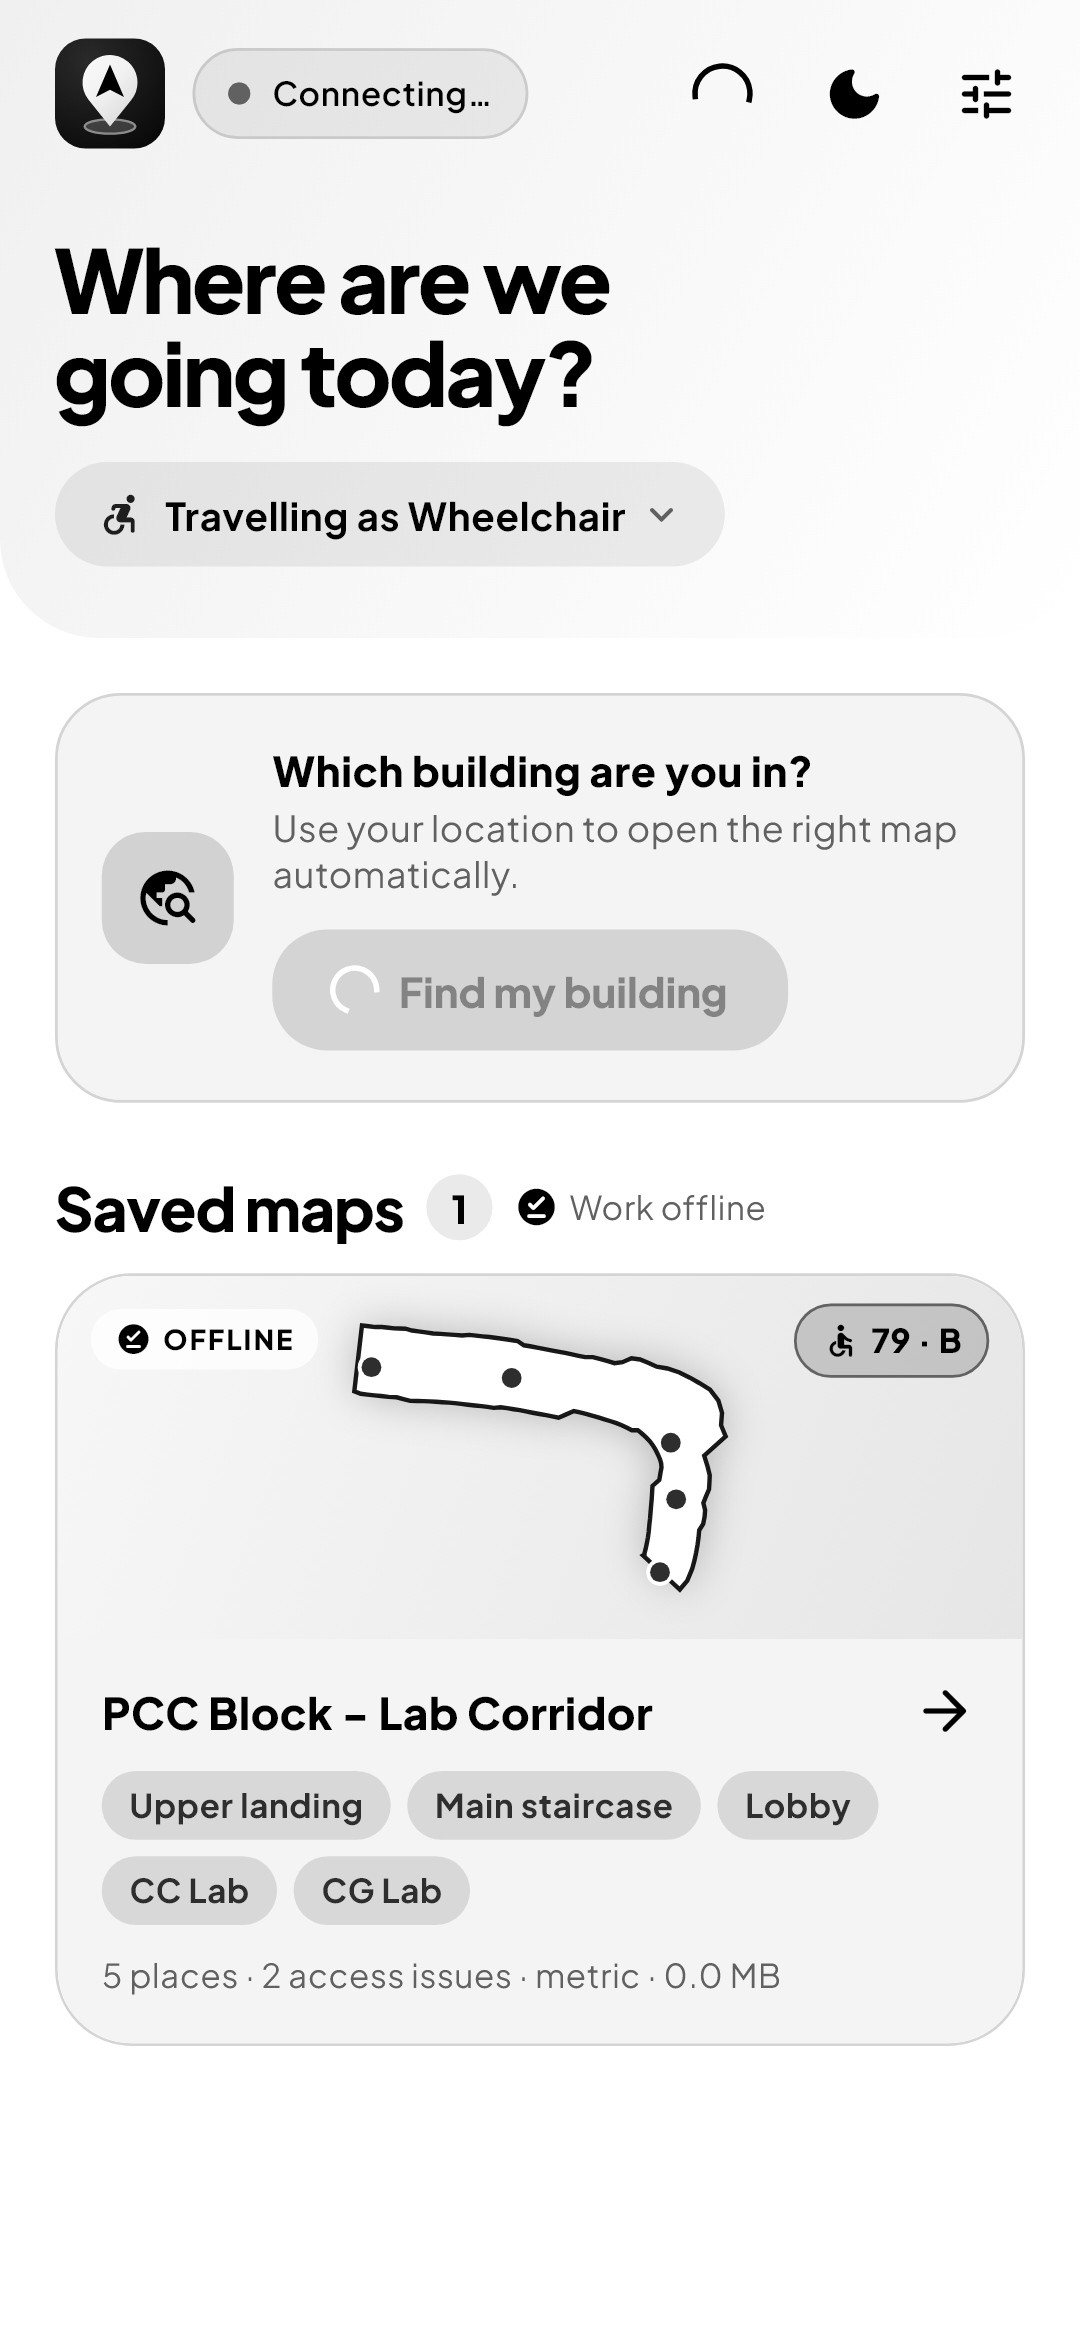 Connecting...
Where are we
going today?
Travelling as Wheelchair
Which building are you in?
Use your location to open the right map
automatically.
Find my building
Saved maps 1 Work offline
OFFLINE 79 · B
PCC Block – Lab Corridor
Upper landing Main staircase Lobby
CC Lab CG Lab
5 places · 2 access issues · metric · 0.0 MB